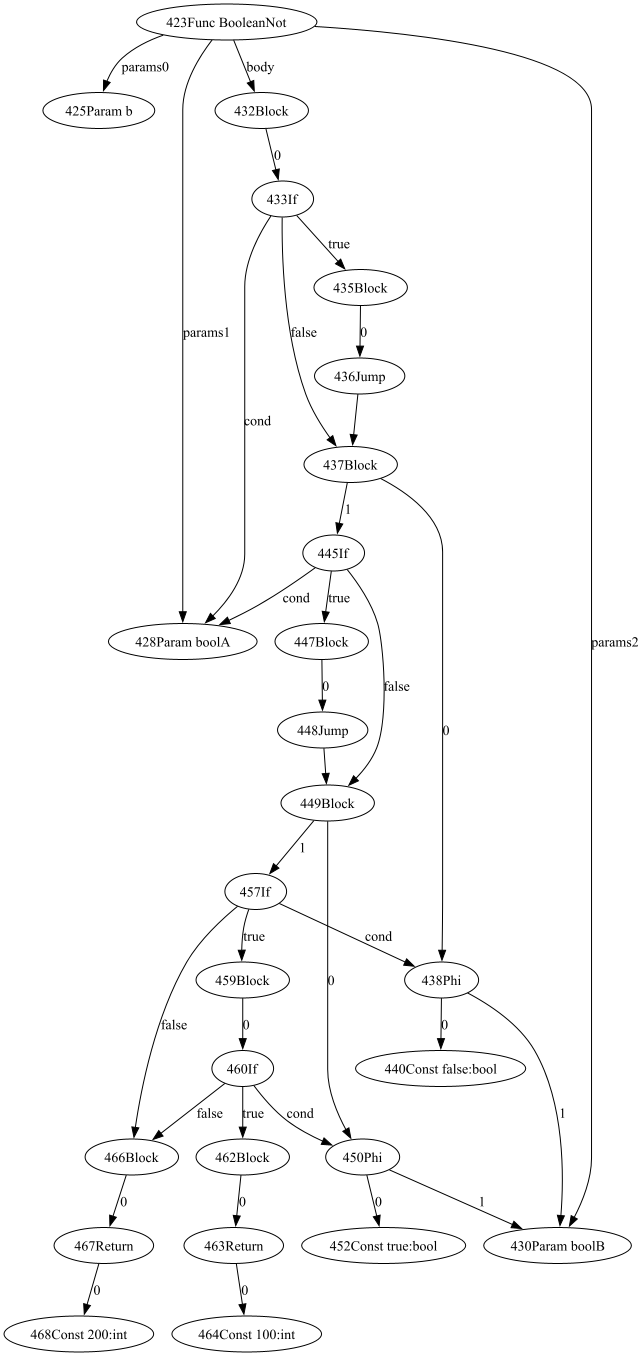 423Func BooleanNot
params0
body
425Param b
432Block
0
433If
true
435Block
params1
false
0
436Jump
cond
437Block
1
445If
cond
true
428Param boolA
447Block
params2
0
false
0
448Jump
449Block
1
457If
true
cond
459Block
0
438Phi
false
0
0
460If
440Const false:bool
false
true
cond
1
466Block
462Block
450Phi
0
0
0
1
467Return
463Return
452Const true:bool
430Param boolB
0
0
468Const 200:int
464Const 100:int